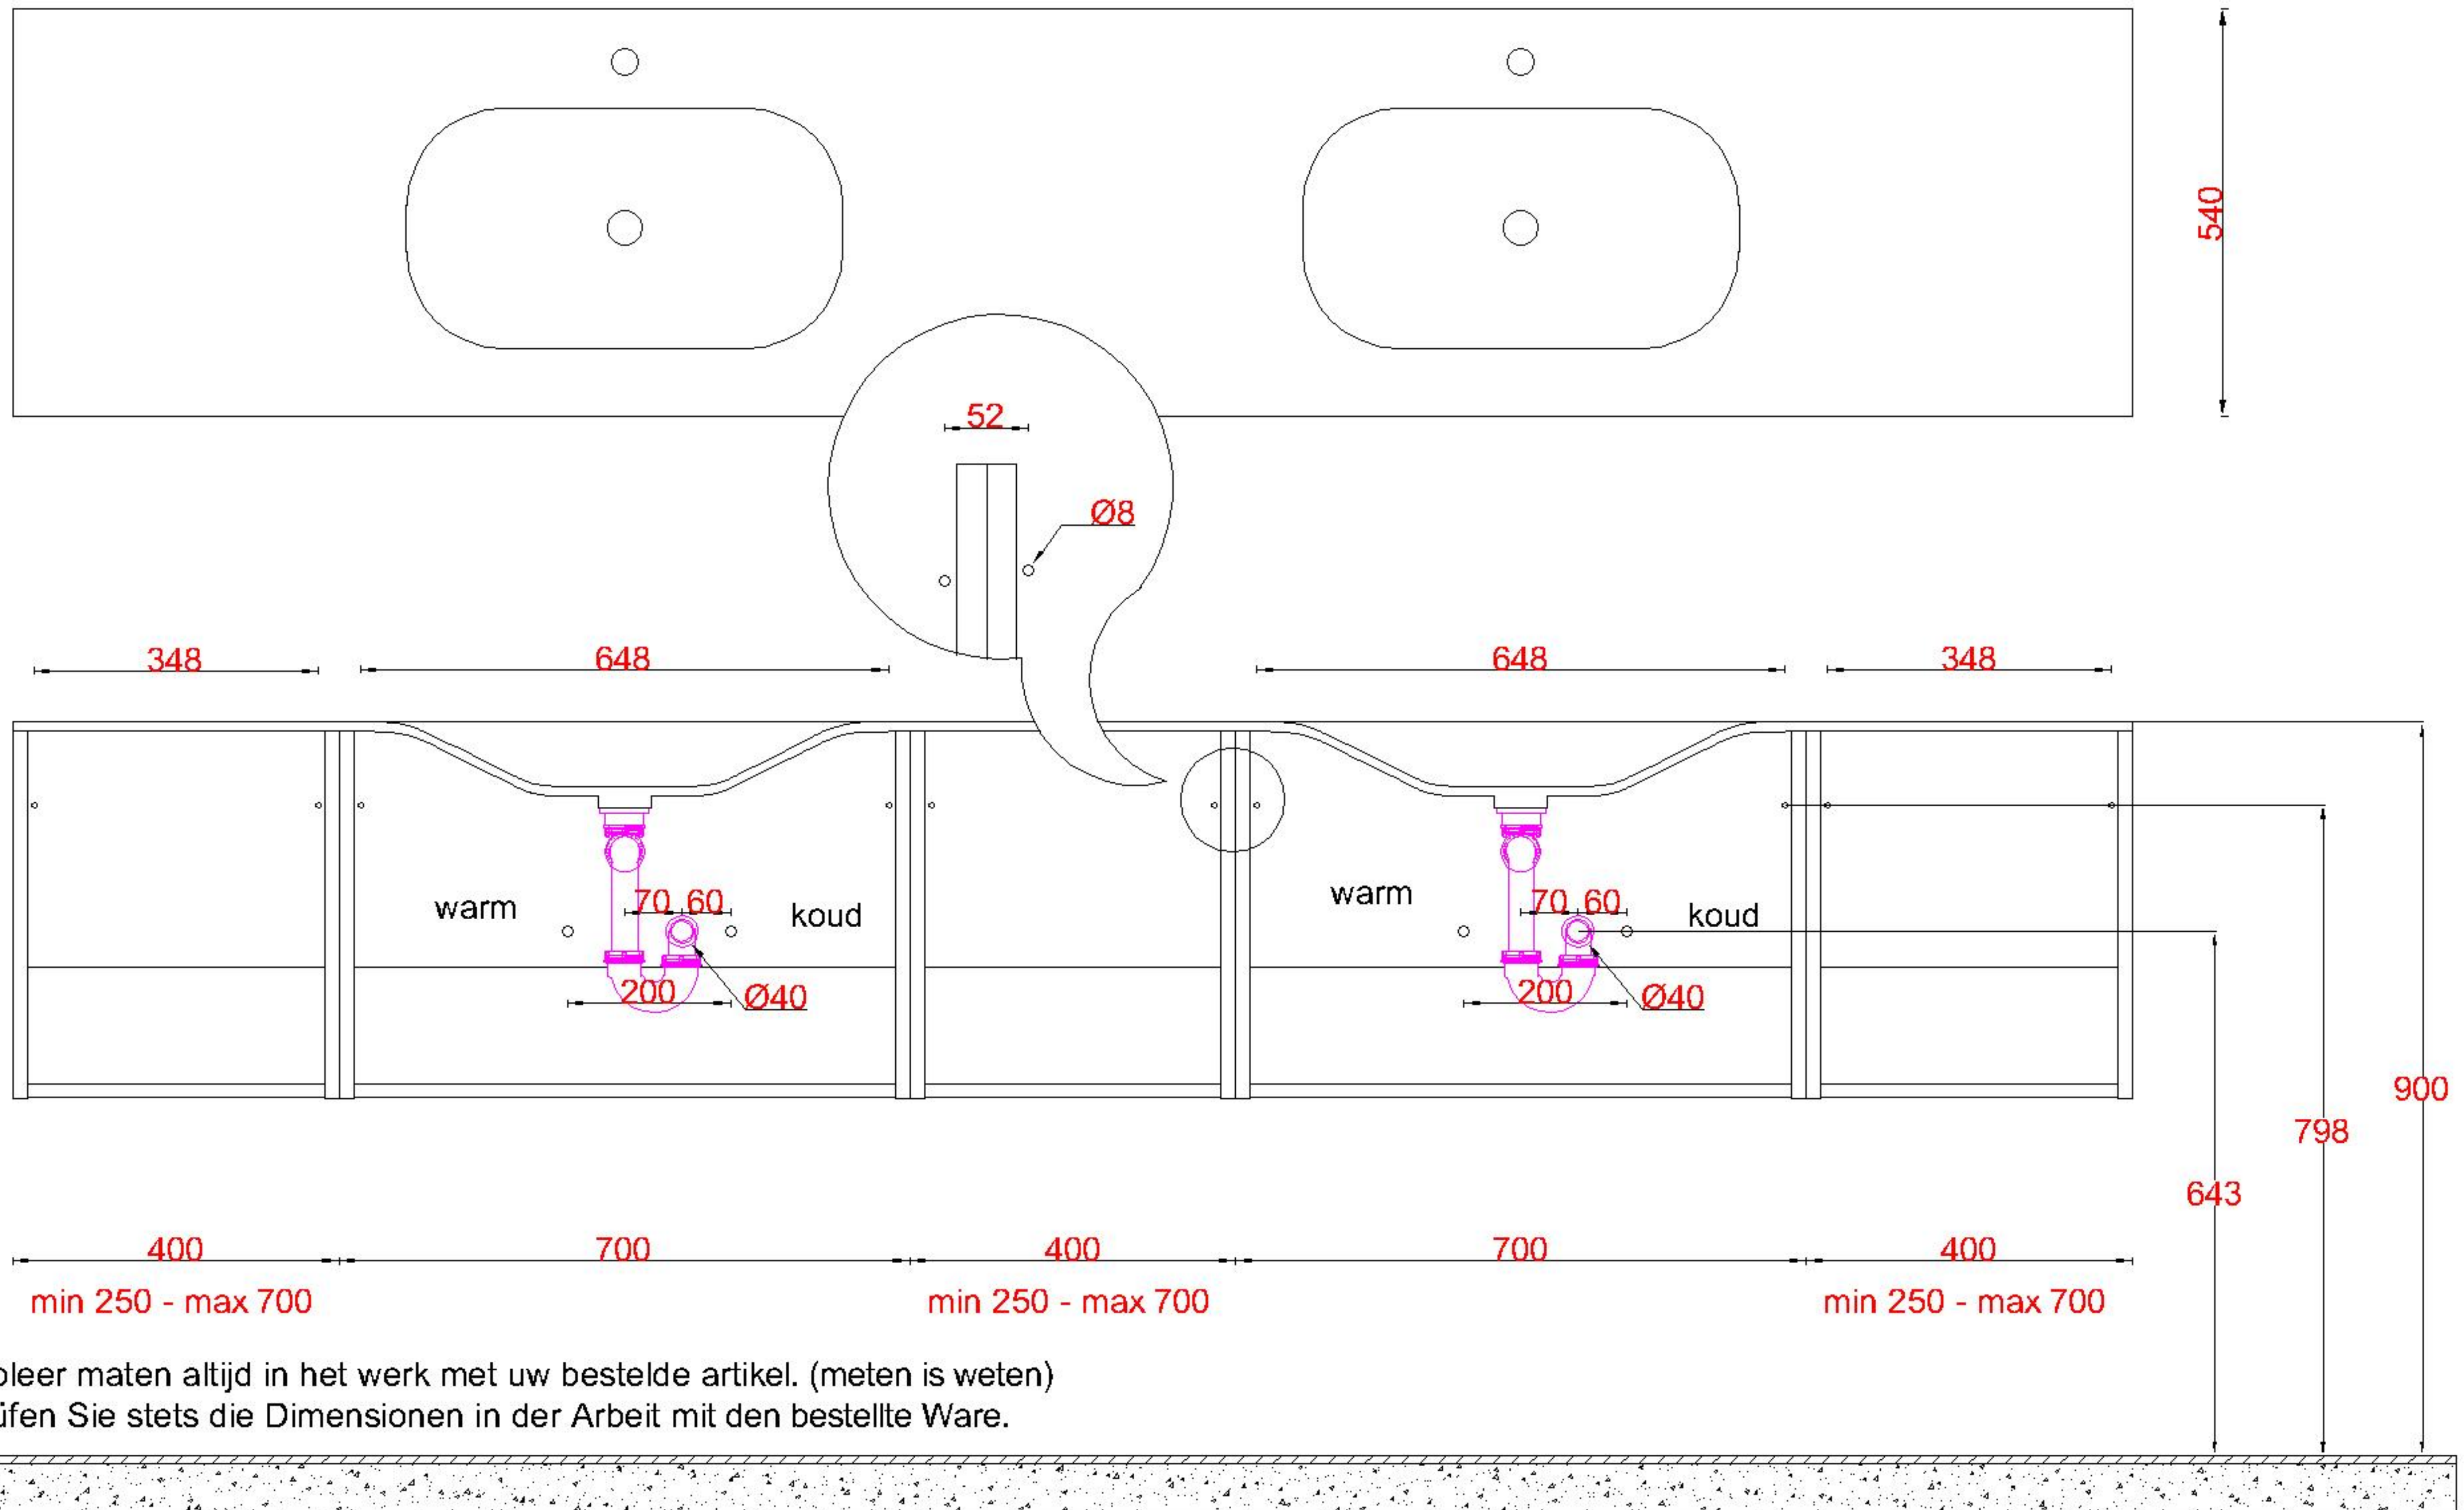 540
52
Ø8
348
648
648
348
warm
70 60
koud
warm
70 60
koud
200
Ø40
200
Ø40
900
798
643
400
700
400
700
400
min 250 - max 700
min 250 - max 700
min 250 - max 700
oleer maten altijd in het werk met uw bestelde artikel. (meten is weten)
üfen Sie stets die Dimensionen in der Arbeit mit den bestellte Ware.